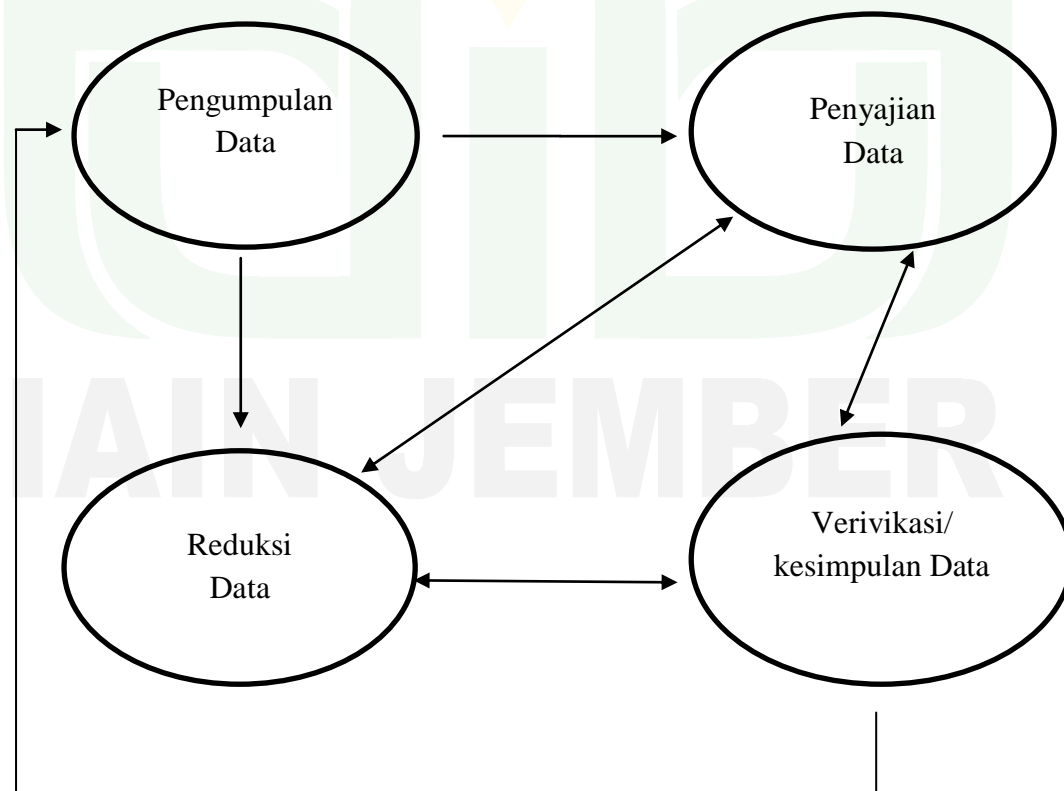 Pengumpulan
Data
Penyajian
Data
IAIN JEMBER
Reduksi
Data
Verivikasi/
kesimpulan Data